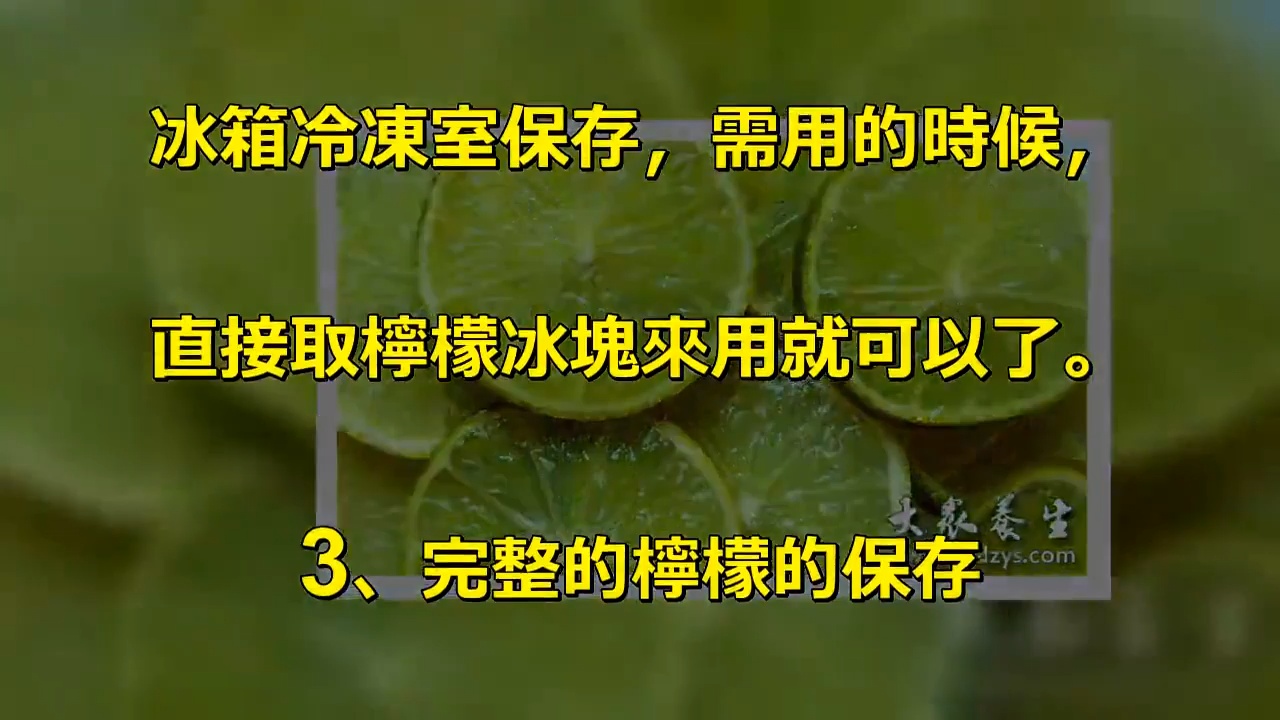 冰箱冷凍室保存，需用的時候，
直接取檸檬冰塊來用就可以了。
3、完整的檸檬的保存
大眾養生
dzys.com